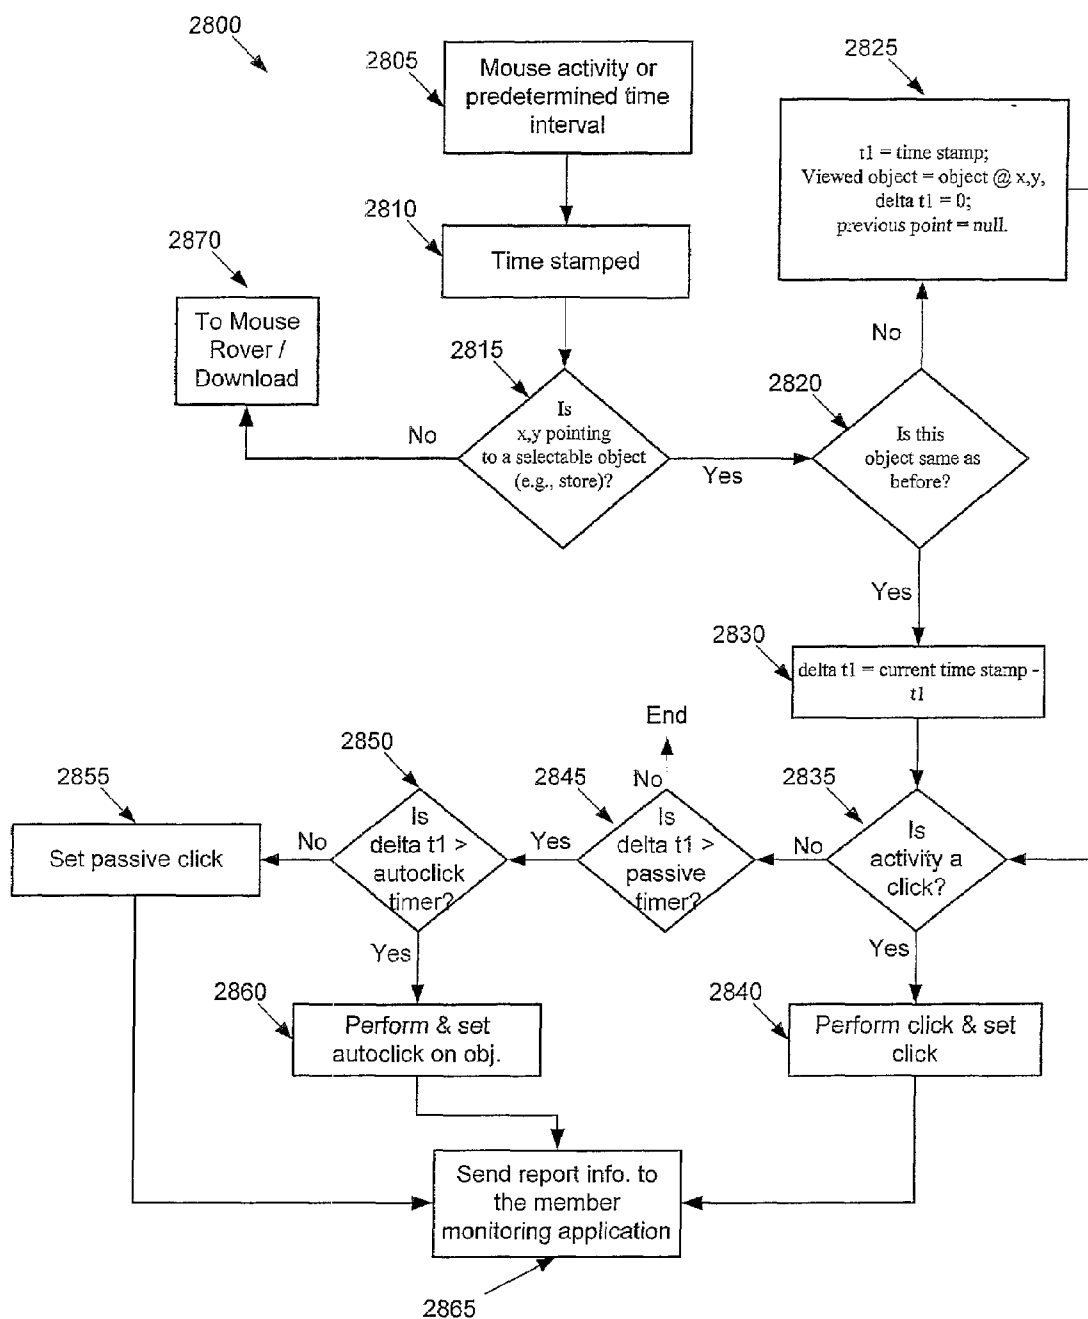 2800
2805
Mouse activity or
predetermined time
interval
2825
t1 = time stamp;
Viewed object = object @ x,y,
delta t1 = 0;
previous point = null.
2810
Time stamped
2870
To Mouse
Rover /
Download
2815
Is
x,y pointing
to a selectable object
(e.g., store)?
No
Yes
2820
Is this
object same as
before?
No
Yes
2830
delta t1 = current time stamp -
t1
End
2835
Is
activity a
click?
No
Yes
2845
Is
delta t1 >
passive
timer?
No
Yes
2850
Is
delta t1 >
autoclick
timer?
No
Yes
2855
Set passive click
2860
Perform & set
autoclick on obj.
2840
Perform click & set
click
Send report info. to
the member
monitoring application
2865